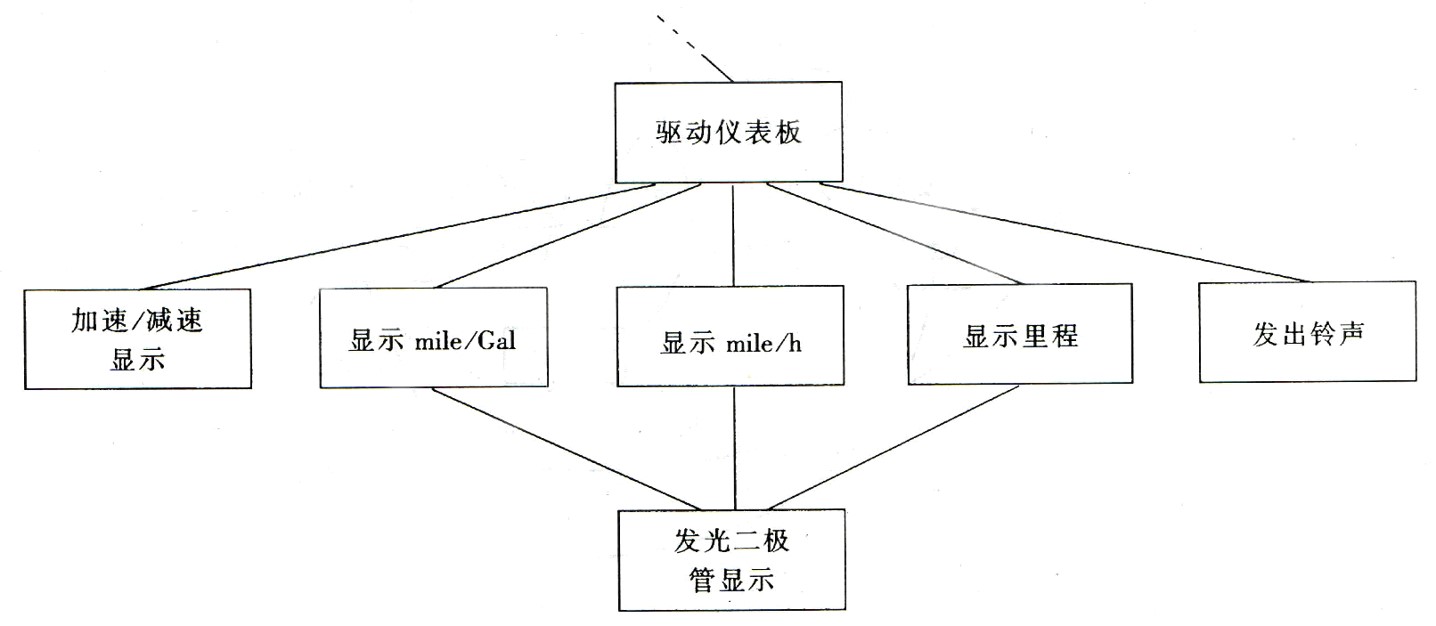 驱动仪表板
加速/减速
显示
显示 mile/Gal
显示 mile/h
显示里程
发出铃声
发光二极
管显示